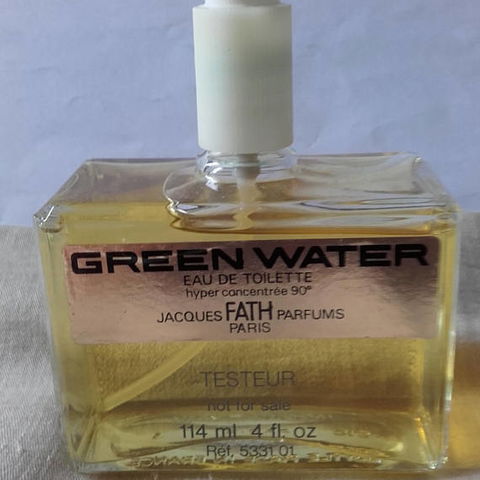 GREEN WATER
EAU DE TOILETTE
hyper concentrée 90°
JACQUES FATH PARFUMS
PARIS
TESTEUR
not for sale
114 ml 4 fl. oz
Réf. 5331 01